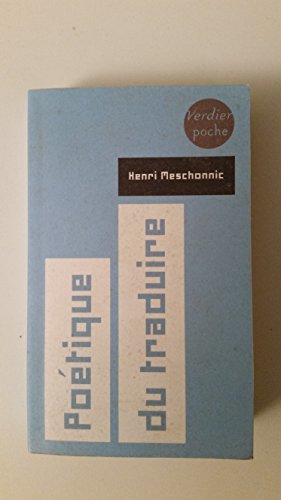 Verdier
poche
Henri Meschonnic
Poétique
du traduire